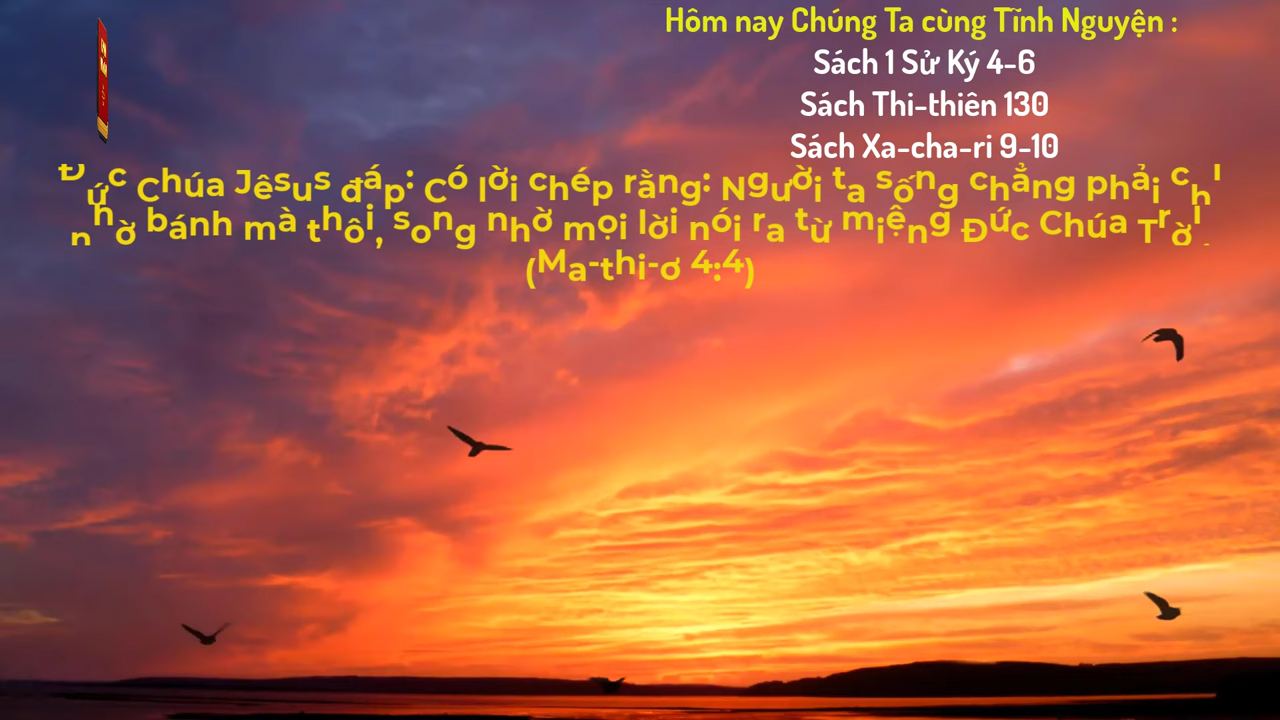 Hôm nay Chúng Ta cùng Tĩnh Nguyện :
Sách 1 Sử Ký 4-6
Sách Thi-thiên 130
Sách Xa-cha-ri 9-10
Đức Chúa Jêsus đáp: Có lời chép rằng: Người ta sống chẳng phải chỉ
nhờ bánh mà thôi, song nhờ mọi lời nói ra từ miệng Đức Chúa Trời.
(Ma-thi-ơ 4:4)